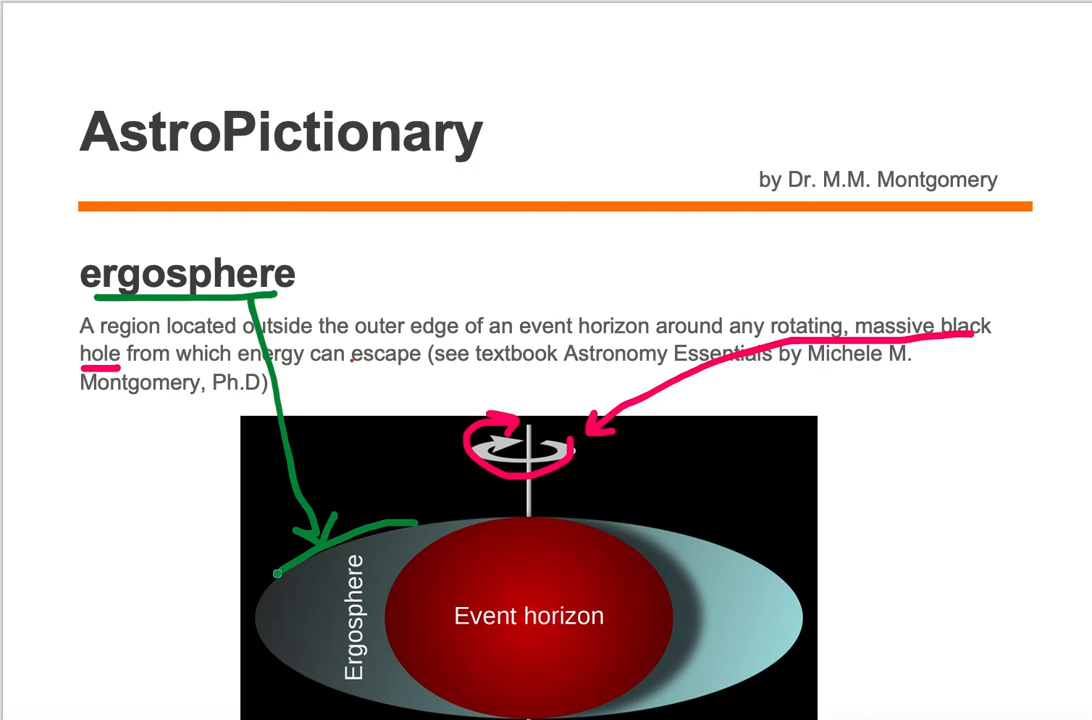 AstroPictionary
by Dr. M.M. Montgomery
ergosphere
A region located outside the outer edge of an event horizon around any rotating, massive black
hole from which energy can escape (see textbook Astronomy Essentials by Michele M.
Montgomery, Ph.D)
Ergosphere
Event horizon